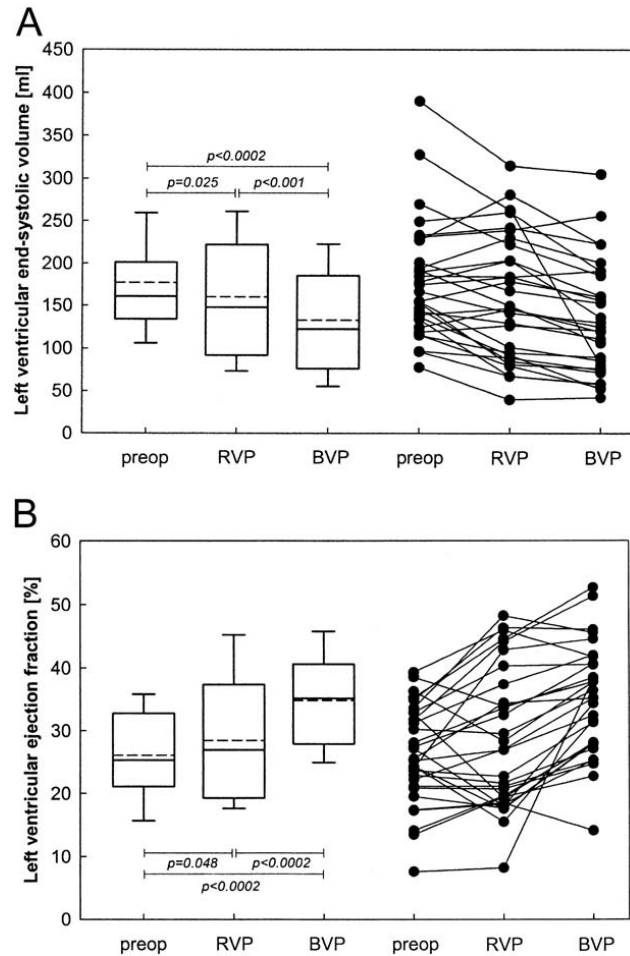 A
Left ventricular end-systolic volume [ml]
450
400
350
300
250
200
150
100
50
0
p<0.0002
p=0.025
p<0.001
preop
RVP
BVP
preop
RVP
BVP
B
Left ventricular ejection fraction [%]
60
50
40
30
20
10
0
p=0.048
p<0.0002
p<0.0002
preop
RVP
BVP
preop
RVP
BVP